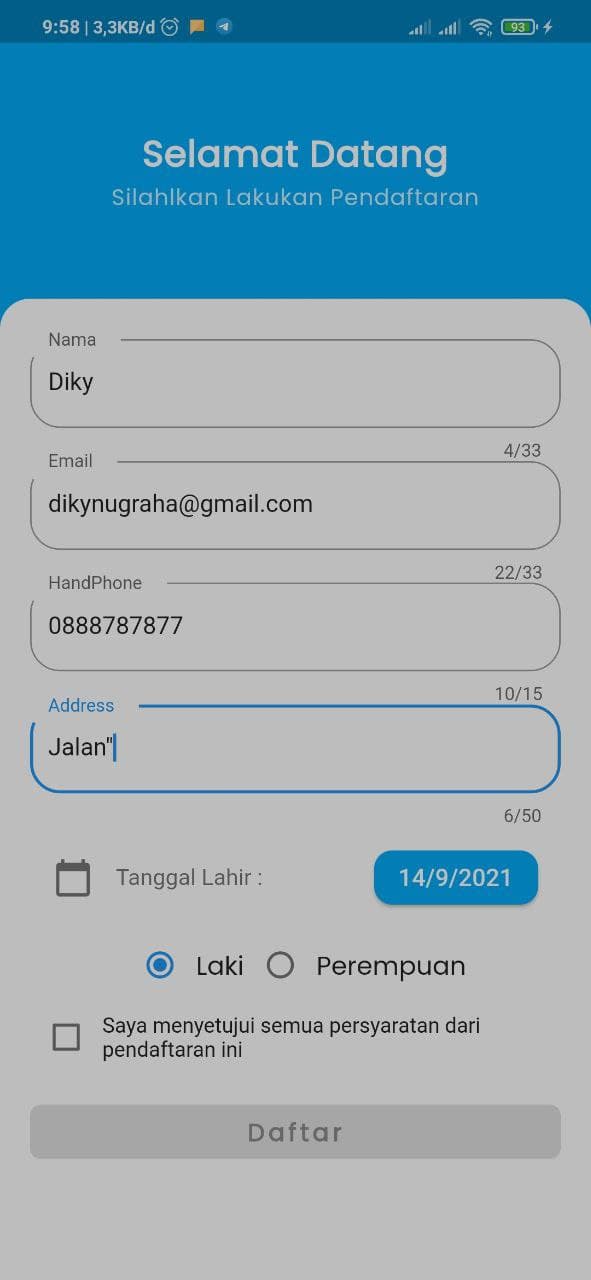 9:58 | 3,3KB/d
93
Selamat Datang
Silahlkan Lakukan Pendaftaran
Nama
Diky
4/33
Email
dikynugraha@gmail.com
22/33
HandPhone
0888787877
10/15
Address
Jalan"
6/50
Tanggal Lahir :
14/9/2021
Laki
Perempuan
Saya menyetujui semua persyaratan dari
pendaftaran ini
Daftar